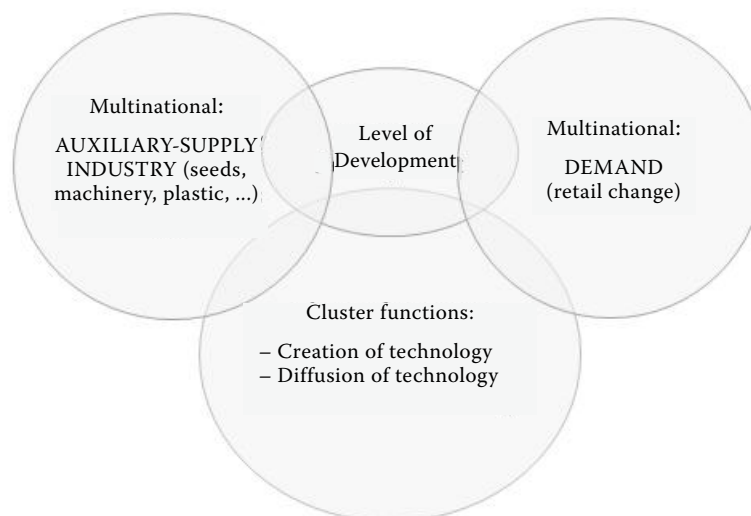 Multinational:
AUXILIARY-SUPPLY
INDUSTRY (seeds,
machinery, plastic, ...)
Level of
Development
Multinational:
DEMAND
(retail change)
Cluster functions:
– Creation of technology
– Diffusion of technology